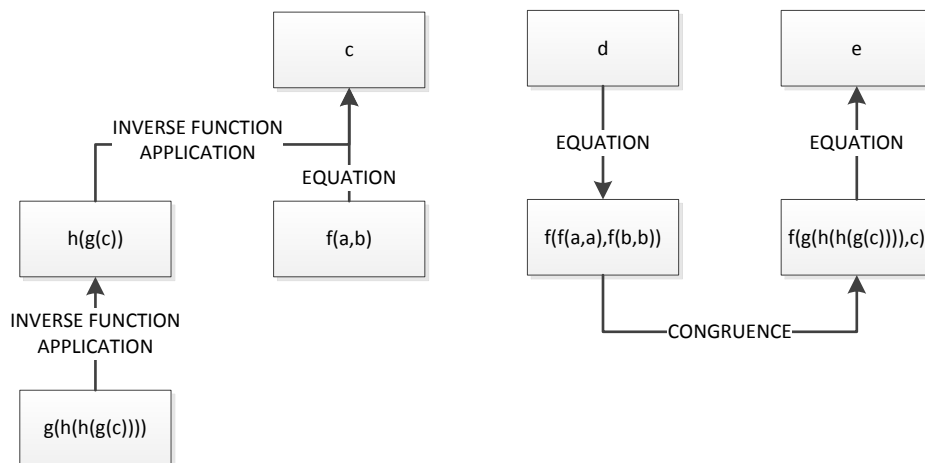 c
d
e
INVERSE FUNCTION
APPLICATION
EQUATION
EQUATION
EQUATION
h(g(c))
f(a,b)
f(f(a,a),f(b,b))
f(g(h(h(g(c)))),c)
INVERSE FUNCTION
APPLICATION
CONGRUENCE
g(h(h(g(c))))